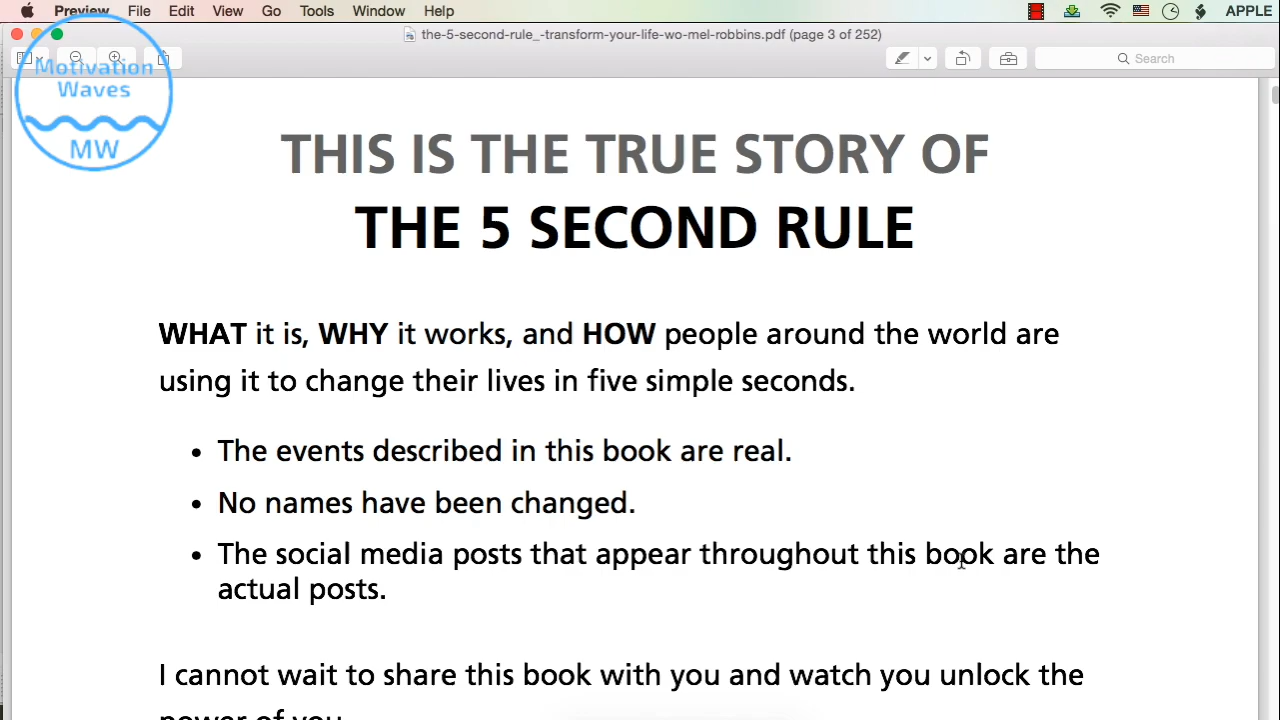 Preview File Edit View Go Tools Window Help APPLE
the-5-second-rule_-transform-your-life-wo-mel-robbins.pdf (page 3 of 252)
Search
Motivation
Waves
MW
THIS IS THE TRUE STORY OF
THE 5 SECOND RULE
WHAT it is, WHY it works, and HOW people around the world are
using it to change their lives in five simple seconds.
• The events described in this book are real.
• No names have been changed.
• The social media posts that appear throughout this book are the
actual posts.
I cannot wait to share this book with you and watch you unlock the
power of you